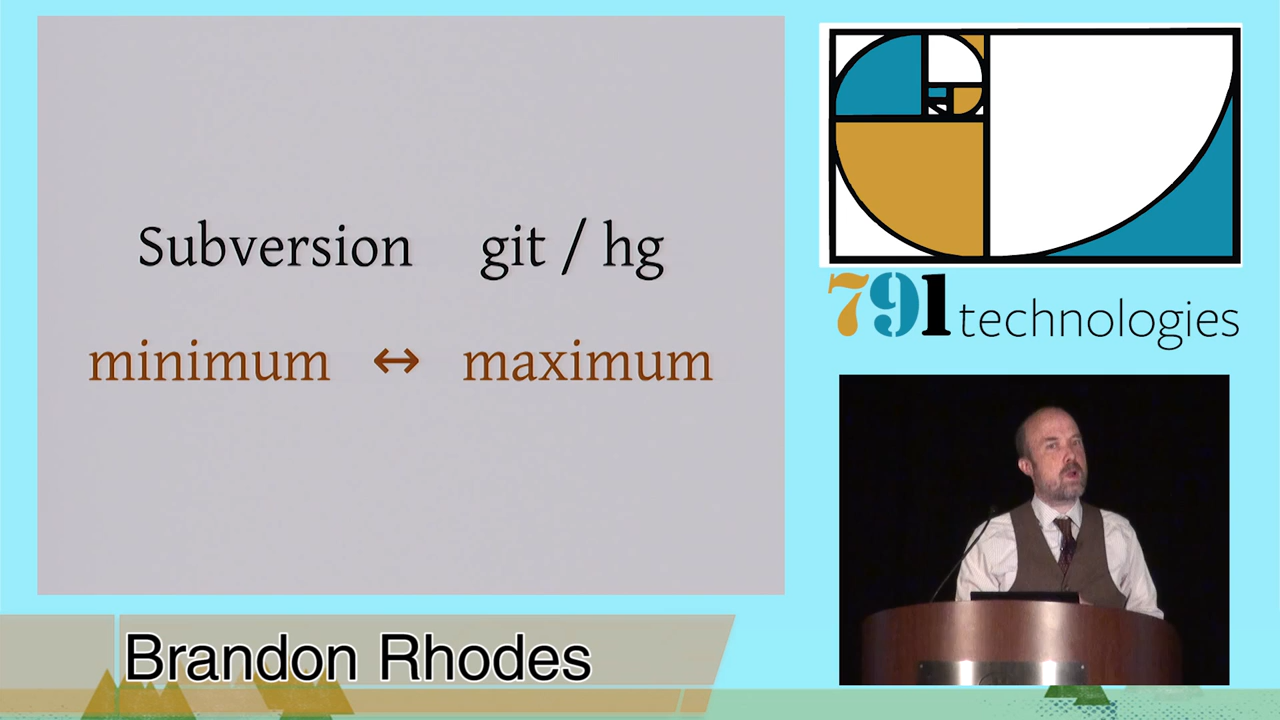 Subversion git / hg
minimum ↔ maximum
791 technologies
Brandon Rhodes